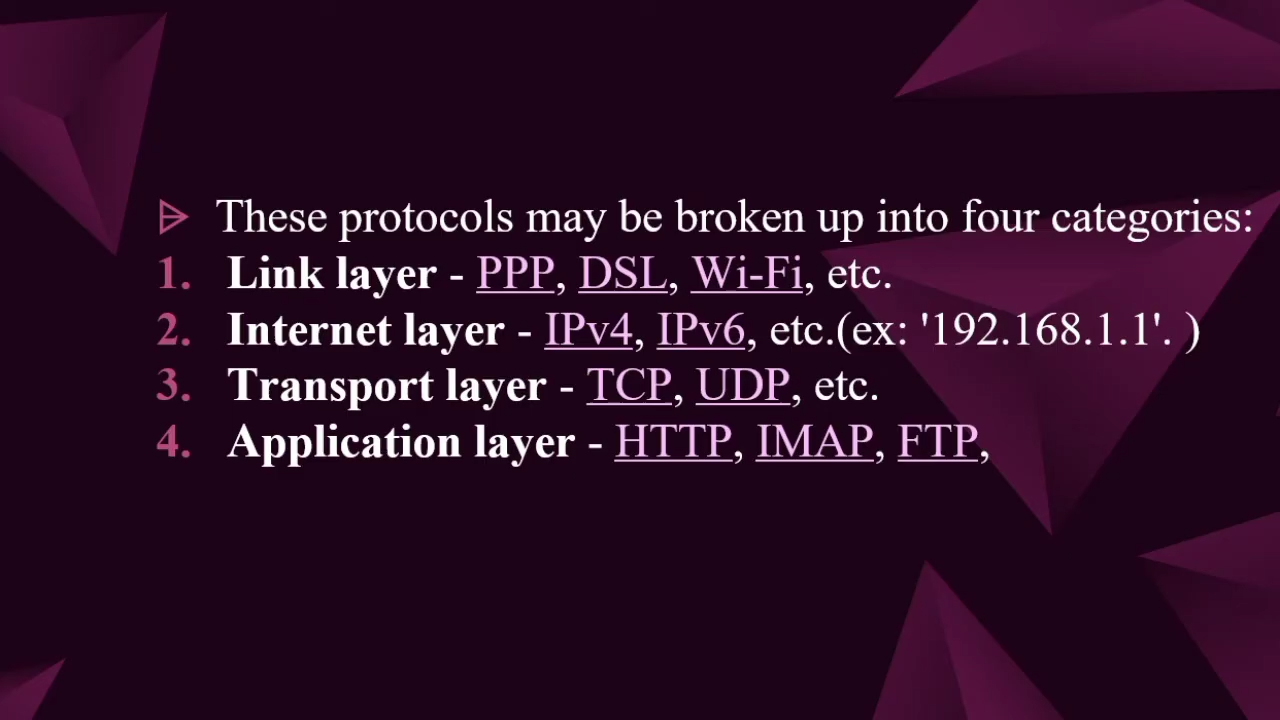 These protocols may be broken up into four categories:
1. Link layer - PPP, DSL, Wi-Fi, etc.
2. Internet layer - IPv4, IPv6, etc.(ex: '192.168.1.1'. )
3. Transport layer - TCP, UDP, etc.
4. Application layer - HTTP, IMAP, FTP,